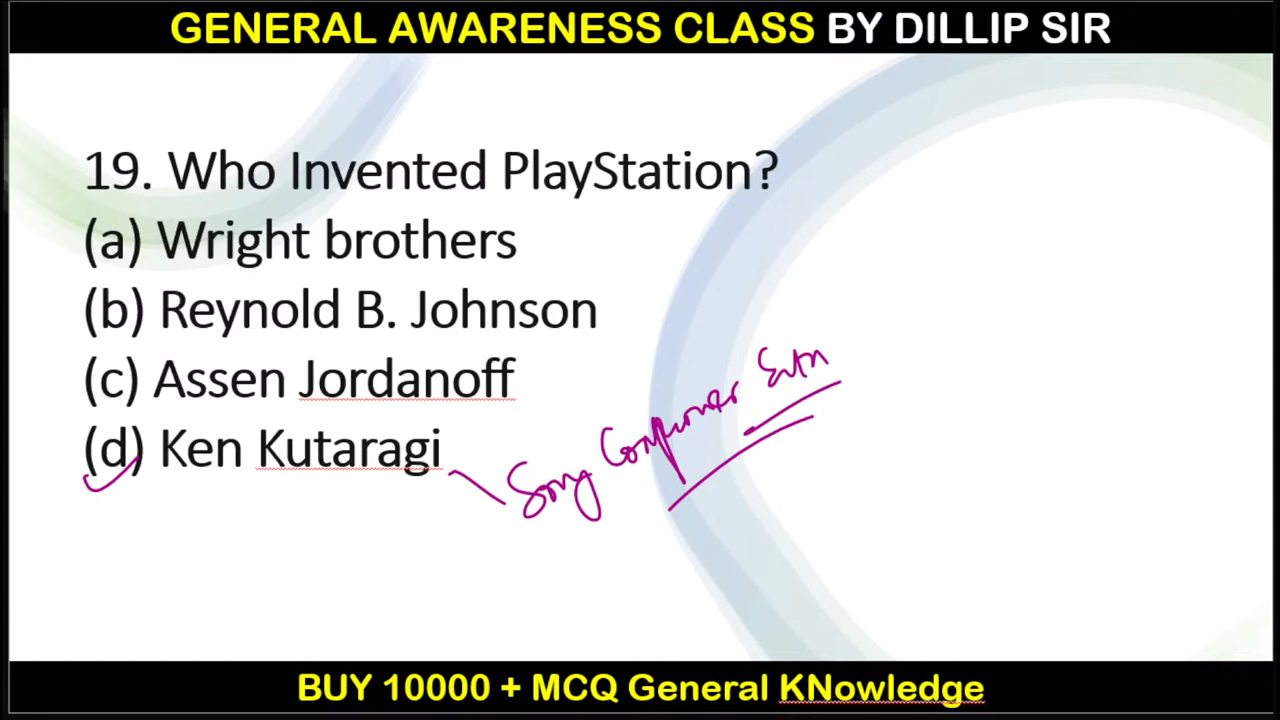 GENERAL AWARENESS CLASS BY DILLIP SIR
19. Who Invented PlayStation?
(a) Wright brothers
(b) Reynold B. Johnson
(c) Assen Jordanoff
(d) Ken Kutaragi
Sony
BUY 10000 + MCQ General KNowledge